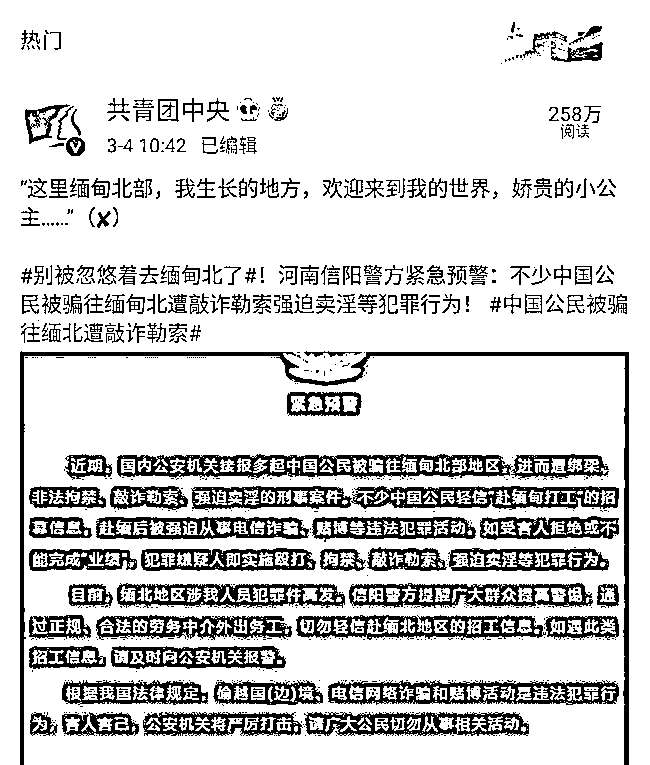 热门
共青团中央
258万
阅读
3-4 10:42 已编辑
“这里缅甸北部，我生长的地方，欢迎来到我的世界，娇贵的小公
主......”（✘）
#别被忽悠着去缅甸北了#！河南信阳警方紧急预警：不少中国公
民被骗往缅甸北遭敲诈勒索强迫卖淫等犯罪行为！ #中国公民被骗
往缅北遭敲诈勒索#
紧急预警
近期，国内公安机关接报多起中国公民被骗往缅甸北部地区，进而遭绑架、
非法拘禁、敲诈勒索、强迫卖淫的刑事案件。不少中国公民轻信“赴缅甸打工”的招
募信息，赴缅后被强迫从事电信诈骗、赌博等违法犯罪活动，如受害人拒绝或不
能完成“业绩”，犯罪嫌疑人即实施殴打、拘禁、敲诈勒索、强迫卖淫等犯罪行为。
目前，缅北地区涉我人员犯罪案件高发，信阳警方提醒广大群众提高警惕，通
过正规、合法的劳务中介外出务工，切勿轻信赴缅北地区的招工信息，如遇此类
招工信息，请及时向公安机关报警。
根据我国法律规定，偷越国(边)境、电信网络诈骗和赌博活动是违法犯罪行
为，害人害己，公安机关将严厉打击，请广大公民切勿从事相关活动。